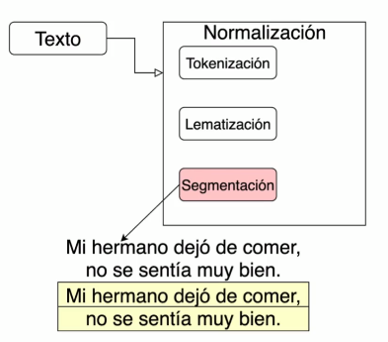 Texto
Normalización
Tokenización
Lematización
Segmentación
Mi hermano dejó de comer,
no se sentía muy bien.
Mi hermano dejó de comer,
no se sentía muy bien.